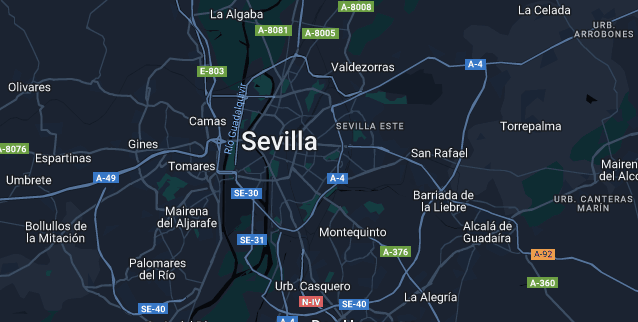 A-8008
La Celada
La Algaba
URB.
ARROBONES
A-8081
A-8005
E-803
Valdezorras
A-4
Olivares
Río Guadalquivir
Camas
SEVILLA ESTE
Torrepalma
Sevilla
A-8076
Gines
Espartinas
San Rafael
Tomares
Mairen
del Alco
Umbrete
A-49
A-4
SE-30
Barriada de
la Liebre
URB. CANTERAS
MARÍN
Mairena
del Aljarafe
Bollullos de
la Mitación
Montequinto
Alcalá de
Guadaíra
SE-31
A-376
A-92
Palomares
del Río
A-360
Urb. Casquero
La Alegría
N-IV
SE-40
SE-40
A-4